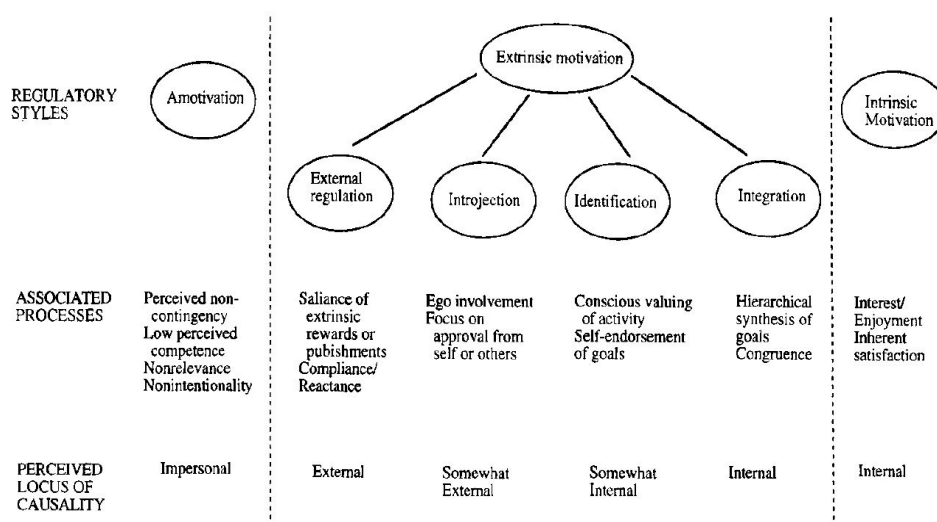 Extrinsic motivation
REGULATORY
STYLES
Amotivation
Intrinsic
Motivation
External
regulation
Introjection
Identification
Integration
ASSOCIATED
PROCESSES
Perceived non-
contingency
Low perceived
competence
Nonrelevance
Nonintentionality
Saliance of
extrinsic
rewards or
pubishments
Compliance/
Reactance
Ego involvement
Focus on
approval from
self or others
Conscious valuing
of activity
Self-endorsement
of goals
Hierarchical
synthesis of
goals
Congruence
Interest/
Enjoyment
Inherent
satisfaction
PERCEIVED
LOCUS OF
CAUSALITY
Impersonal
External
Somewhat
External
Somewhat
Internal
Internal
Internal